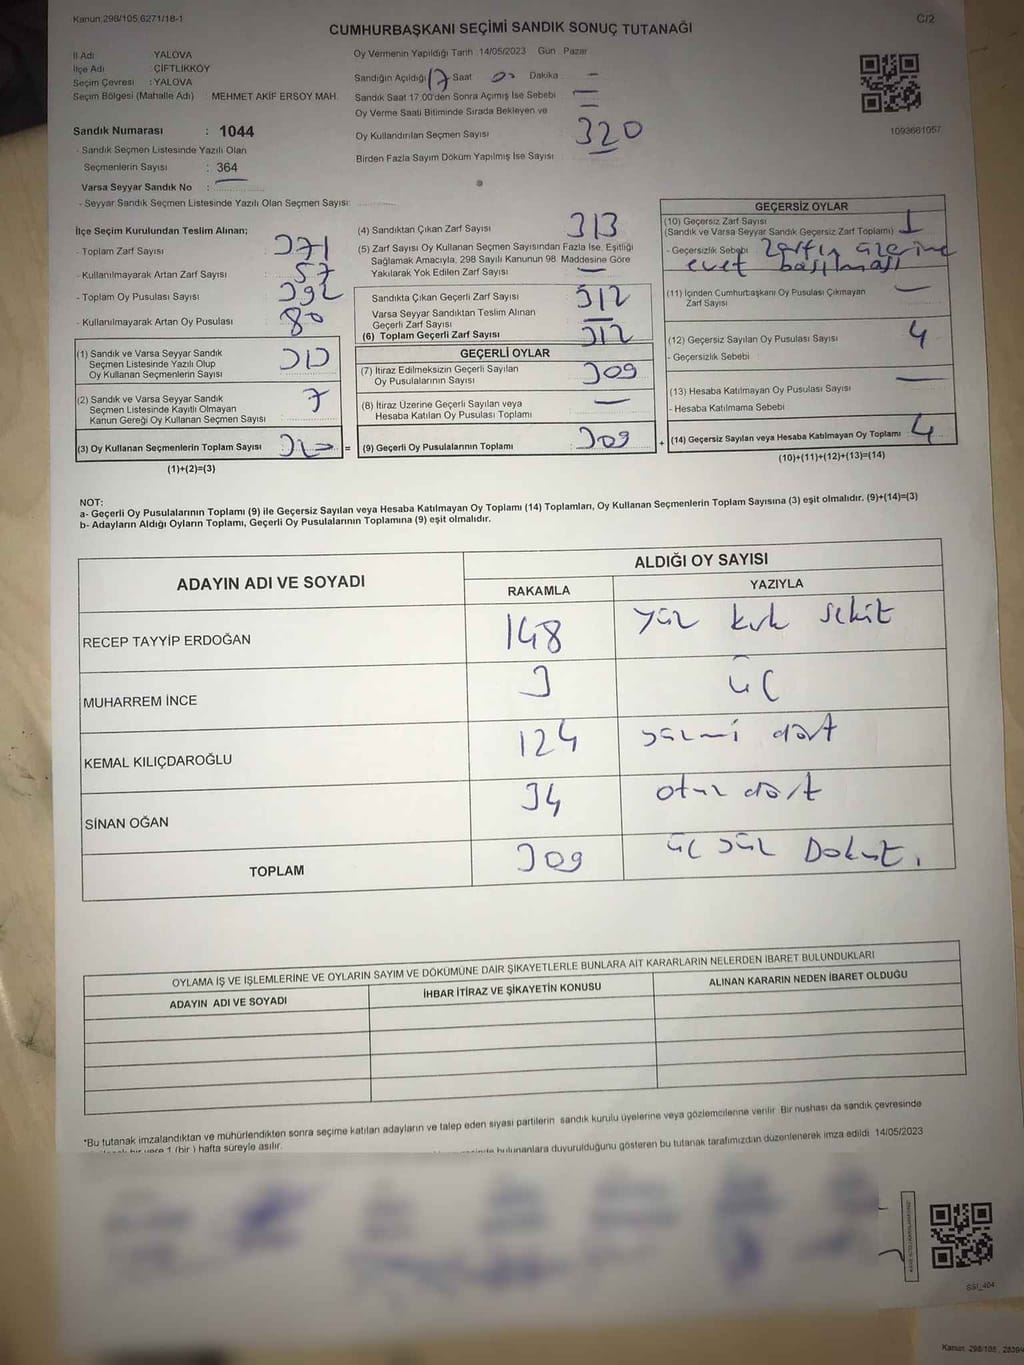 Kanun:298/105,6271/18-1
C/2
CUMHURBAŞKANI SEÇİMİ SANDIK SONUÇ TUTANAĞI
İl Adı YALOVA
İlçe Adı ÇİFTLİKKÖY
Seçim Çevresi : YALOVA
Seçim Bölgesi (Mahalle Adı) MEHMET AKİF ERSOY MAH.
Sandık Numarası : 1044
- Sandık Seçmen Listesinde Yazılı Olan
Seçmenlerin Sayısı : 364
Varsa Seyyar Sandık No :
- Seyyar Sandık Seçmen Listesinde Yazılı Olan Seçmen Sayısı:
Oy Vermenin Yapıldığı Tarih 14/05/2023 Gün Pazar
Sandığın Açıldığı 17 Saat 00 Dakika
Sandık Saat 17.00'den Sonra Açımış İse Sebebi
Oy Verme Saati Bitiminde Sırada Bekleyen ve
Oy Kullandırılan Seçmen Sayısı 320
Birden Fazla Sayım Döküm Yapılmış İse Sayısı
1093661057
İlçe Seçim Kurulundan Teslim Alınan;
- Toplam Zarf Sayısı 371
- Kullanılmayarak Artan Zarf Sayısı 57
- Toplam Oy Pusulası Sayısı 392
- Kullanılmayarak Artan Oy Pusulası 80
(1) Sandık ve Varsa Seyyar Sandık
Seçmen Listesinde Yazılı Olup
Oy Kullanan Seçmenlerin Sayısı
(2) Sandık ve Varsa Seyyar Sandık
Seçmen Listesinde Kayıtlı Olmayan
Kanun Gereği Oy Kullanan Seçmen Sayısı 7
(3) Oy Kullanan Seçmenlerin Toplam Sayısı =
(1)+(2)=(3)
(4) Sandıktan Çıkan Zarf Sayısı 313
(5) Zarf Sayısı Oy Kullanan Seçmen Sayısından Fazla İse, Eşitliği
Sağlamak Amacıyla, 298 Sayılı Kanunun 98. Maddesine Göre
Yakılarak Yok Edilen Zarf Sayısı
Sandıkta Çıkan Geçerli Zarf Sayısı 312
Varsa Seyyar Sandıktan Teslim Alınan
Geçerli Zarf Sayısı
(6) Toplam Geçerli Zarf Sayısı 312
GEÇERLİ OYLAR
(7) İtiraz Edilmeksizin Geçerli Sayılan
Oy Pusulalarının Sayısı 309
(8) İtiraz Üzerine Geçerli Sayılan veya
Hesaba Katılan Oy Pusulası Toplamı
(9) Geçerli Oy Pusulalarının Toplamı 309 +
GEÇERSİZ OYLAR
(10) Geçersiz Zarf Sayısı
(Sandık ve Varsa Seyyar Sandık Geçersiz Zarf Toplamı) 1
- Geçersizlik Sebebi Zarfın üzerine
evet basılması
(11) İçinden Cumhurbaşkanı Oy Pusulası Çıkmayan
Zarf Sayısı
(12) Geçersiz Sayılan Oy Pusulası Sayısı 4
- Geçersizlik Sebebi
(13) Hesaba Katılmayan Oy Pusulası Sayısı
- Hesaba Katılmama Sebebi
(14) Geçersiz Sayılan veya Hesaba Katılmayan Oy Toplamı 4
(10)+(11)+(12)+(13)=(14)
NOT:
a- Geçerli Oy Pusulalarının Toplamı (9) ile Geçersiz Sayılan veya Hesaba Katılmayan Oy Toplamı (14) Toplamları, Oy Kullanan Seçmenlerin Toplam Sayısına (3) eşit olmalıdır. (9)+(14)=(3)
b- Adayların Aldığı Oyların Toplamı, Geçerli Oy Pusulalarının Toplamına (9) eşit olmalıdır.
ADAYIN ADI VE SOYADI
ALDIĞI OY SAYISI
RAKAMLA YAZIYLA
RECEP TAYYİP ERDOĞAN 148 yüz kırk sekiz
MUHARREM İNCE 3 üç
KEMAL KILIÇDAROĞLU 124 yüzirmi dört
SİNAN OĞAN 34 otuz dört
TOPLAM 309 üç yüz Dokuz.
OYLAMA İŞ VE İŞLEMLERİNE VE OYLARIN SAYIM VE DÖKÜMÜNE DAİR ŞİKAYETLERLE BUNLARA AİT KARARLARIN NELERDEN İBARET BULUNDUKLARI
ADAYIN ADI VE SOYADI İHBAR İTİRAZ VE ŞİKAYETİN KONUSU ALINAN KARARIN NEDEN İBARET OLDUĞU
*Bu tutanak imzalandıktan ve mühürlendikten sonra seçime katılan adayların ve talep eden siyasi partilerin sandık kurulu üyelerine veya gözlemcilerine verilir. Bir nushası da sandık çevresinde
bir yere 1 (bir) hafta süreyle asılır.
bulunanlara duyurulduğunu gösteren bu tutanak tarafımızdan düzenlenerek imza edildi 14/05/2023
SSI_404
Kanun: 298/105